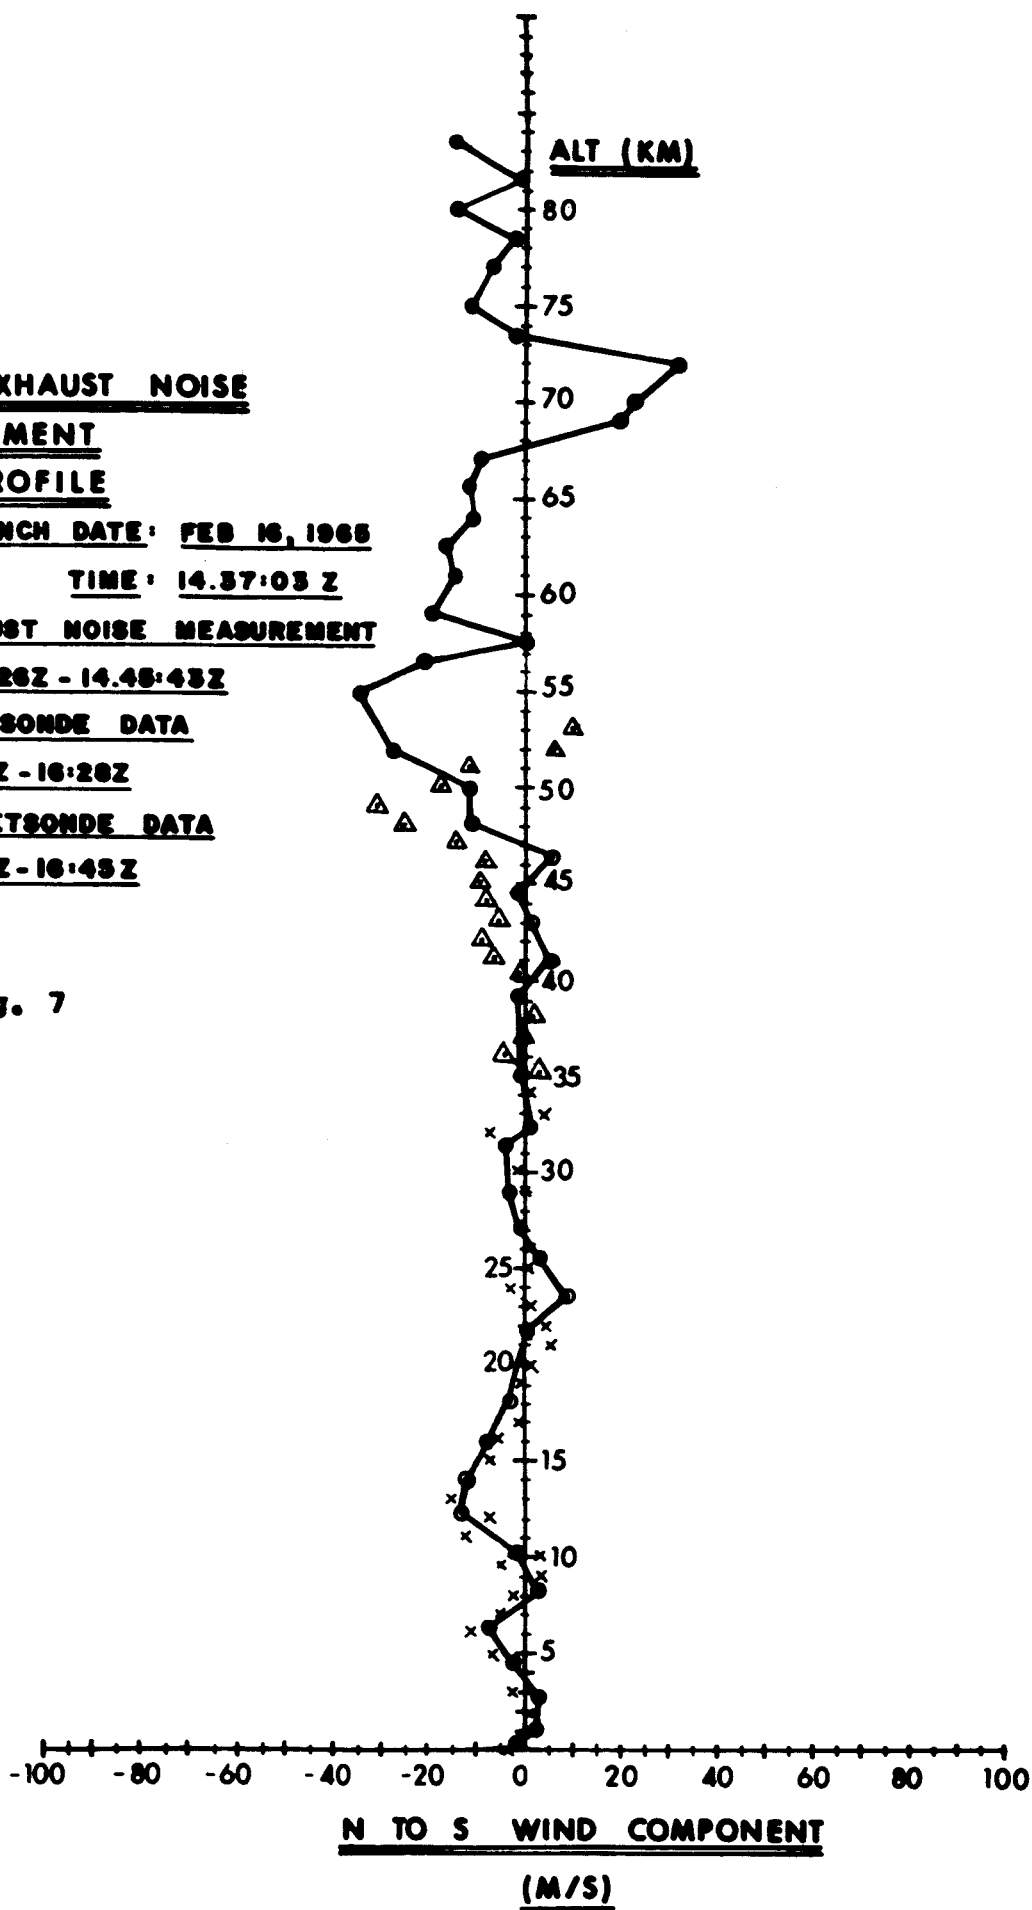 ALT (KM)
80
75
XHAUST NOISE
70
MENT
ROFILE
65
NCH DATE: FEB 16, 1965
TIME: 14.37:03 Z
60
UST NOISE MEASUREMENT
26Z - 14.45:43Z
55
SONDE DATA
Z - 16:28Z
50
ETSONDE DATA
Z - 16:45Z
45
40
g. 7
35
30
25
20
15
10
5
-100 -80 -60 -40 -20 0 20 40 60 80 100
N TO S WIND COMPONENT
(M/S)